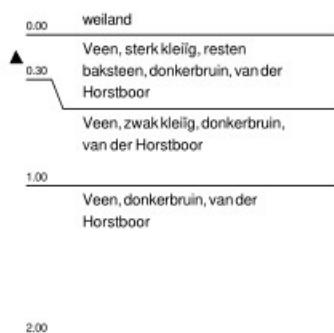 0.00 weiland
Veen, sterk kleiïg, resten
0.30 baksteen, donkerbruin, van der
Horstboor
Veen, zwak kleiïg, donkerbruin,
van der Horstboor
1.00
Veen, donkerbruin, van der
Horstboor
2.00